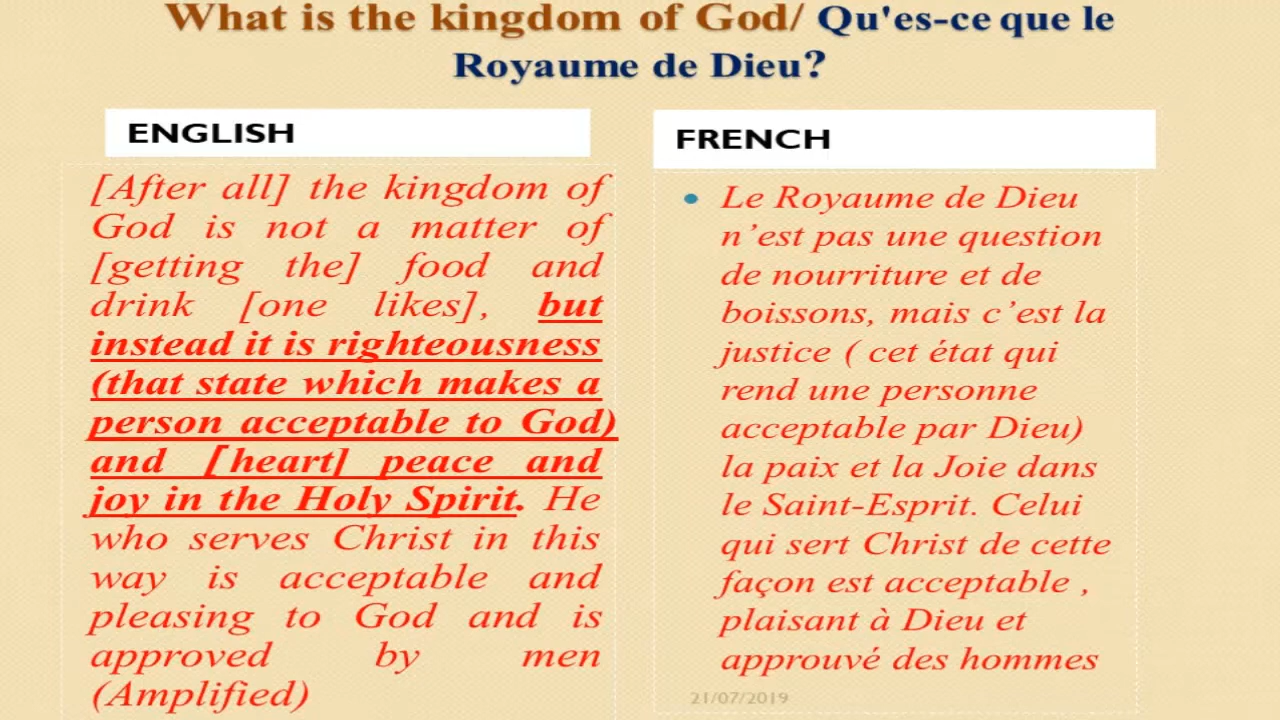 What is the kingdom of God/ Qu'es-ce que le
Royaume de Dieu?
ENGLISH
[After all] the kingdom of
God is not a matter of
[getting the] food and
drink [one likes], but
instead it is righteousness
(that state which makes a
person acceptable to God)
and [heart] peace and
joy in the Holy Spirit. He
who serves Christ in this
way is acceptable and
pleasing to God and is
approved by men
(Amplified)
FRENCH
• Le Royaume de Dieu
n’est pas une question
de nourriture et de
boissons, mais c’est la
justice ( cet état qui
rend une personne
acceptable par Dieu)
la paix et la Joie dans
le Saint-Esprit. Celui
qui sert Christ de cette
façon est acceptable ,
plaisant à Dieu et
approuvé des hommes
21/07/2019